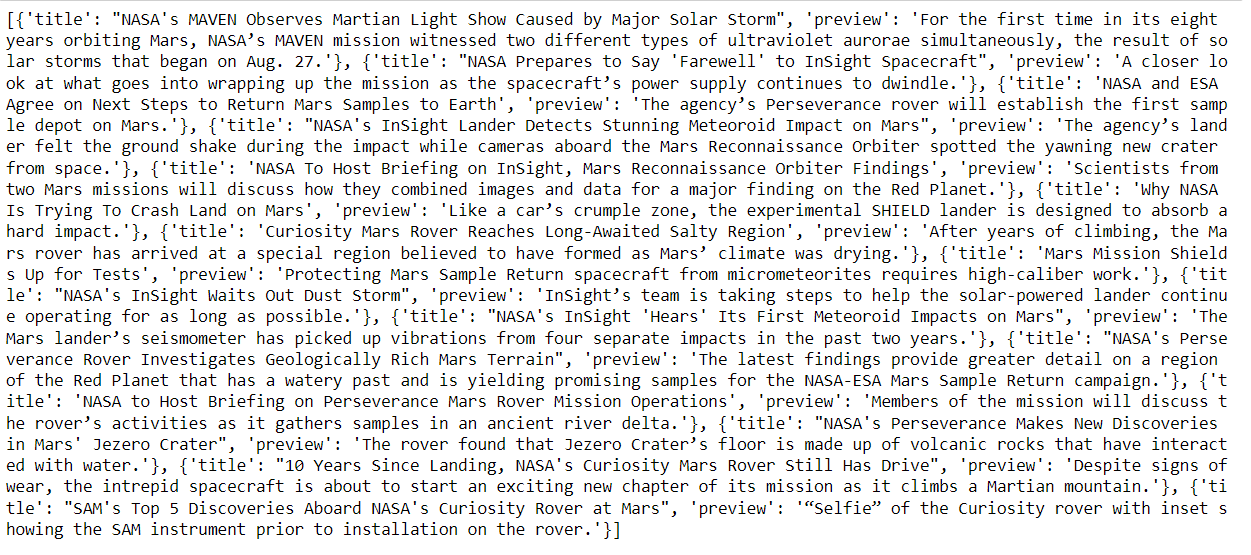 [{'title': "NASA's MAVEN Observes Martian Light Show Caused by Major Solar Storm", 'preview': 'For the first time in its eight
years orbiting Mars, NASA’s MAVEN mission witnessed two different types of ultraviolet aurorae simultaneously, the result of so
lar storms that began on Aug. 27.'}, {'title': "NASA Prepares to Say 'Farewell' to InSight Spacecraft", 'preview': 'A closer lo
ok at what goes into wrapping up the mission as the spacecraft’s power supply continues to dwindle.'}, {'title': 'NASA and ESA
Agree on Next Steps to Return Mars Samples to Earth', 'preview': 'The agency’s Perseverance rover will establish the first samp
le depot on Mars.'}, {'title': "NASA's InSight Lander Detects Stunning Meteoroid Impact on Mars", 'preview': 'The agency’s land
er felt the ground shake during the impact while cameras aboard the Mars Reconnaissance Orbiter spotted the yawning new crater
from space.'}, {'title': 'NASA To Host Briefing on InSight, Mars Reconnaissance Orbiter Findings', 'preview': 'Scientists from
two Mars missions will discuss how they combined images and data for a major finding on the Red Planet.'}, {'title': 'Why NASA
Is Trying To Crash Land on Mars', 'preview': 'Like a car’s crumple zone, the experimental SHIELD lander is designed to absorb a
hard impact.'}, {'title': 'Curiosity Mars Rover Reaches Long-Awaited Salty Region', 'preview': 'After years of climbing, the Ma
rs rover has arrived at a special region believed to have formed as Mars’ climate was drying.'}, {'title': 'Mars Mission Shield
s Up for Tests', 'preview': 'Protecting Mars Sample Return spacecraft from micrometeorites requires high-caliber work.'}, {'tit
le': "NASA's InSight Waits Out Dust Storm", 'preview': 'InSight’s team is taking steps to help the solar-powered lander continu
e operating for as long as possible.'}, {'title': "NASA's InSight 'Hears' Its First Meteoroid Impacts on Mars", 'preview': 'The
Mars lander’s seismometer has picked up vibrations from four separate impacts in the past two years.'}, {'title': "NASA's Perse
verance Rover Investigates Geologically Rich Mars Terrain", 'preview': 'The latest findings provide greater detail on a region
of the Red Planet that has a watery past and is yielding promising samples for the NASA-ESA Mars Sample Return campaign.'}, {'t
itle': 'NASA to Host Briefing on Perseverance Mars Rover Mission Operations', 'preview': 'Members of the mission will discuss t
he rover’s activities as it gathers samples in an ancient river delta.'}, {'title': "NASA's Perseverance Makes New Discoveries
in Mars' Jezero Crater", 'preview': 'The rover found that Jezero Crater’s floor is made up of volcanic rocks that have interact
ed with water.'}, {'title': "10 Years Since Landing, NASA's Curiosity Mars Rover Still Has Drive", 'preview': 'Despite signs of
wear, the intrepid spacecraft is about to start an exciting new chapter of its mission as it climbs a Martian mountain.'}, {'ti
tle': "SAM's Top 5 Discoveries Aboard NASA's Curiosity Rover at Mars", 'preview': '“Selfie” of the Curiosity rover with inset s
howing the SAM instrument prior to installation on the rover.'}]